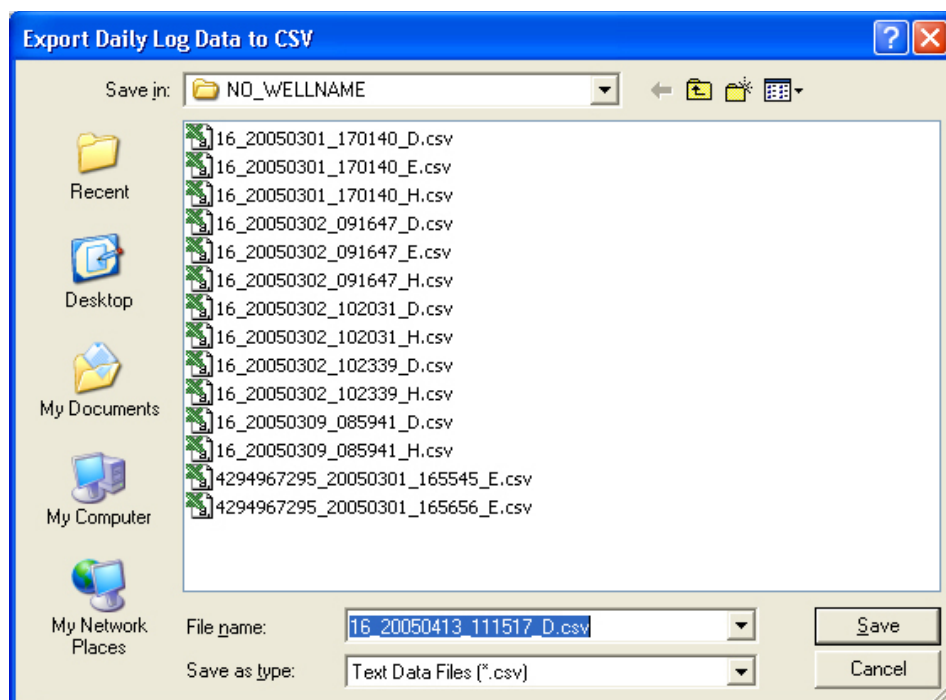 Export Daily Log Data to CSV
Save in: NO_WELLNAME
Recent
Desktop
My Documents
My Computer
My Network Places
16_20050301_170140_D.csv
16_20050301_170140_E.csv
16_20050301_170140_H.csv
16_20050302_091647_D.csv
16_20050302_091647_E.csv
16_20050302_091647_H.csv
16_20050302_102031_D.csv
16_20050302_102031_H.csv
16_20050302_102339_D.csv
16_20050302_102339_H.csv
16_20050309_085941_D.csv
16_20050309_085941_H.csv
4294967295_20050301_165545_E.csv
4294967295_20050301_165656_E.csv
File name: 16_20050413_111517_D.csv Save
Save as type: Text Data Files (*.csv) Cancel